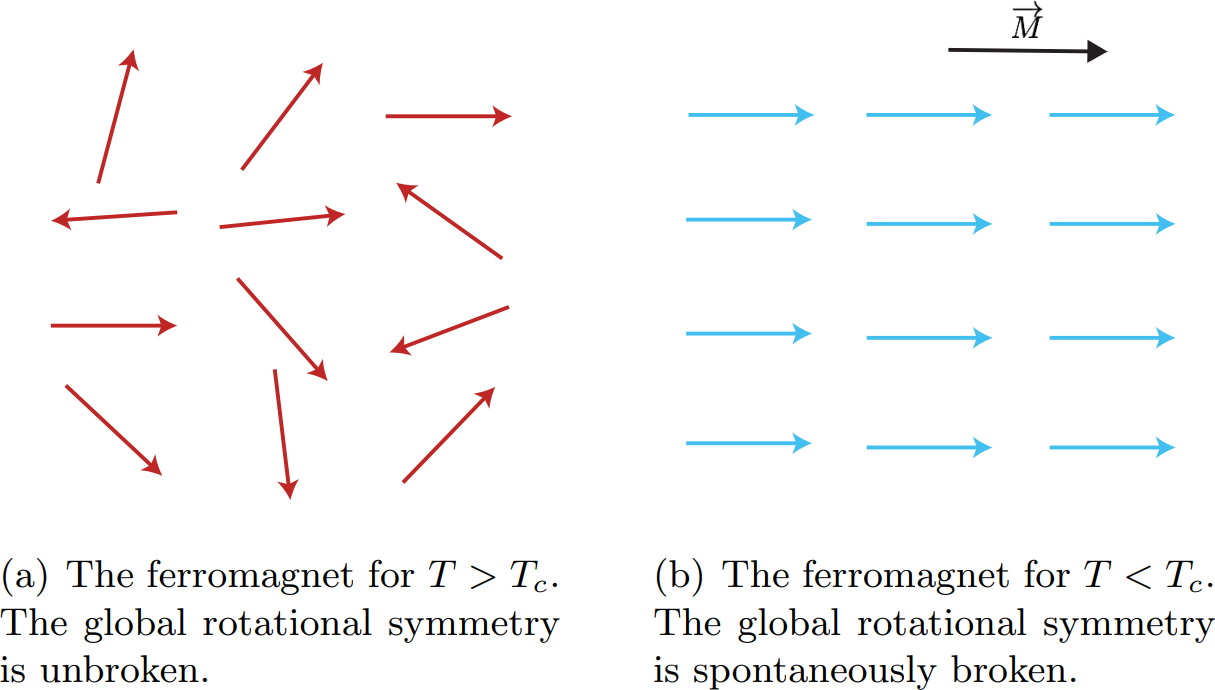 $\overrightarrow{M}$
(a) The ferromagnet for $T > T_c$.
The global rotational symmetry
is unbroken.
(b) The ferromagnet for $T < T_c$.
The global rotational symmetry
is spontaneously broken.